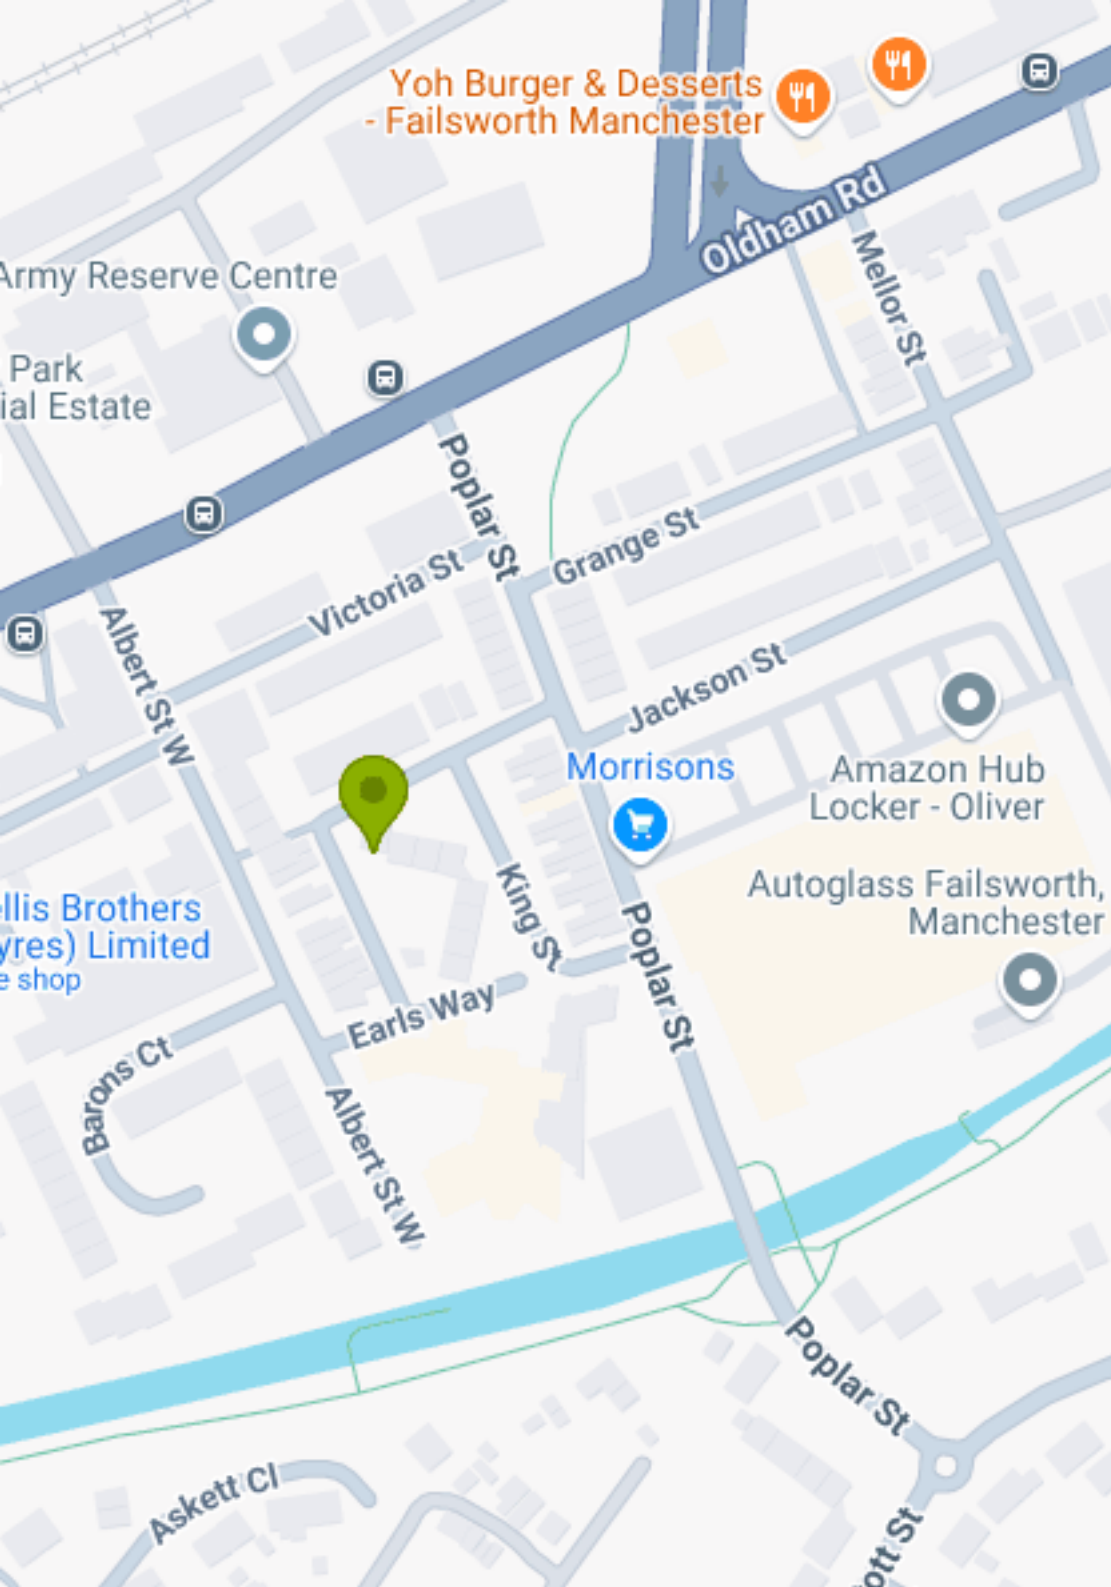 Yoh Burger & Desserts
- Failsworth Manchester
Oldham Rd
Mellor St
Army Reserve Centre
Park
ial Estate
Poplar St
Grange St
Victoria St
Albert St W
Jackson St
Morrisons
Amazon Hub
Locker - Oliver
Autoglass Failsworth,
Manchester
King St
ellis Brothers
yres) Limited
e shop
Poplar St
Earls Way
Barons Ct
Albert St W
Poplar St
Askett Cl
ott St